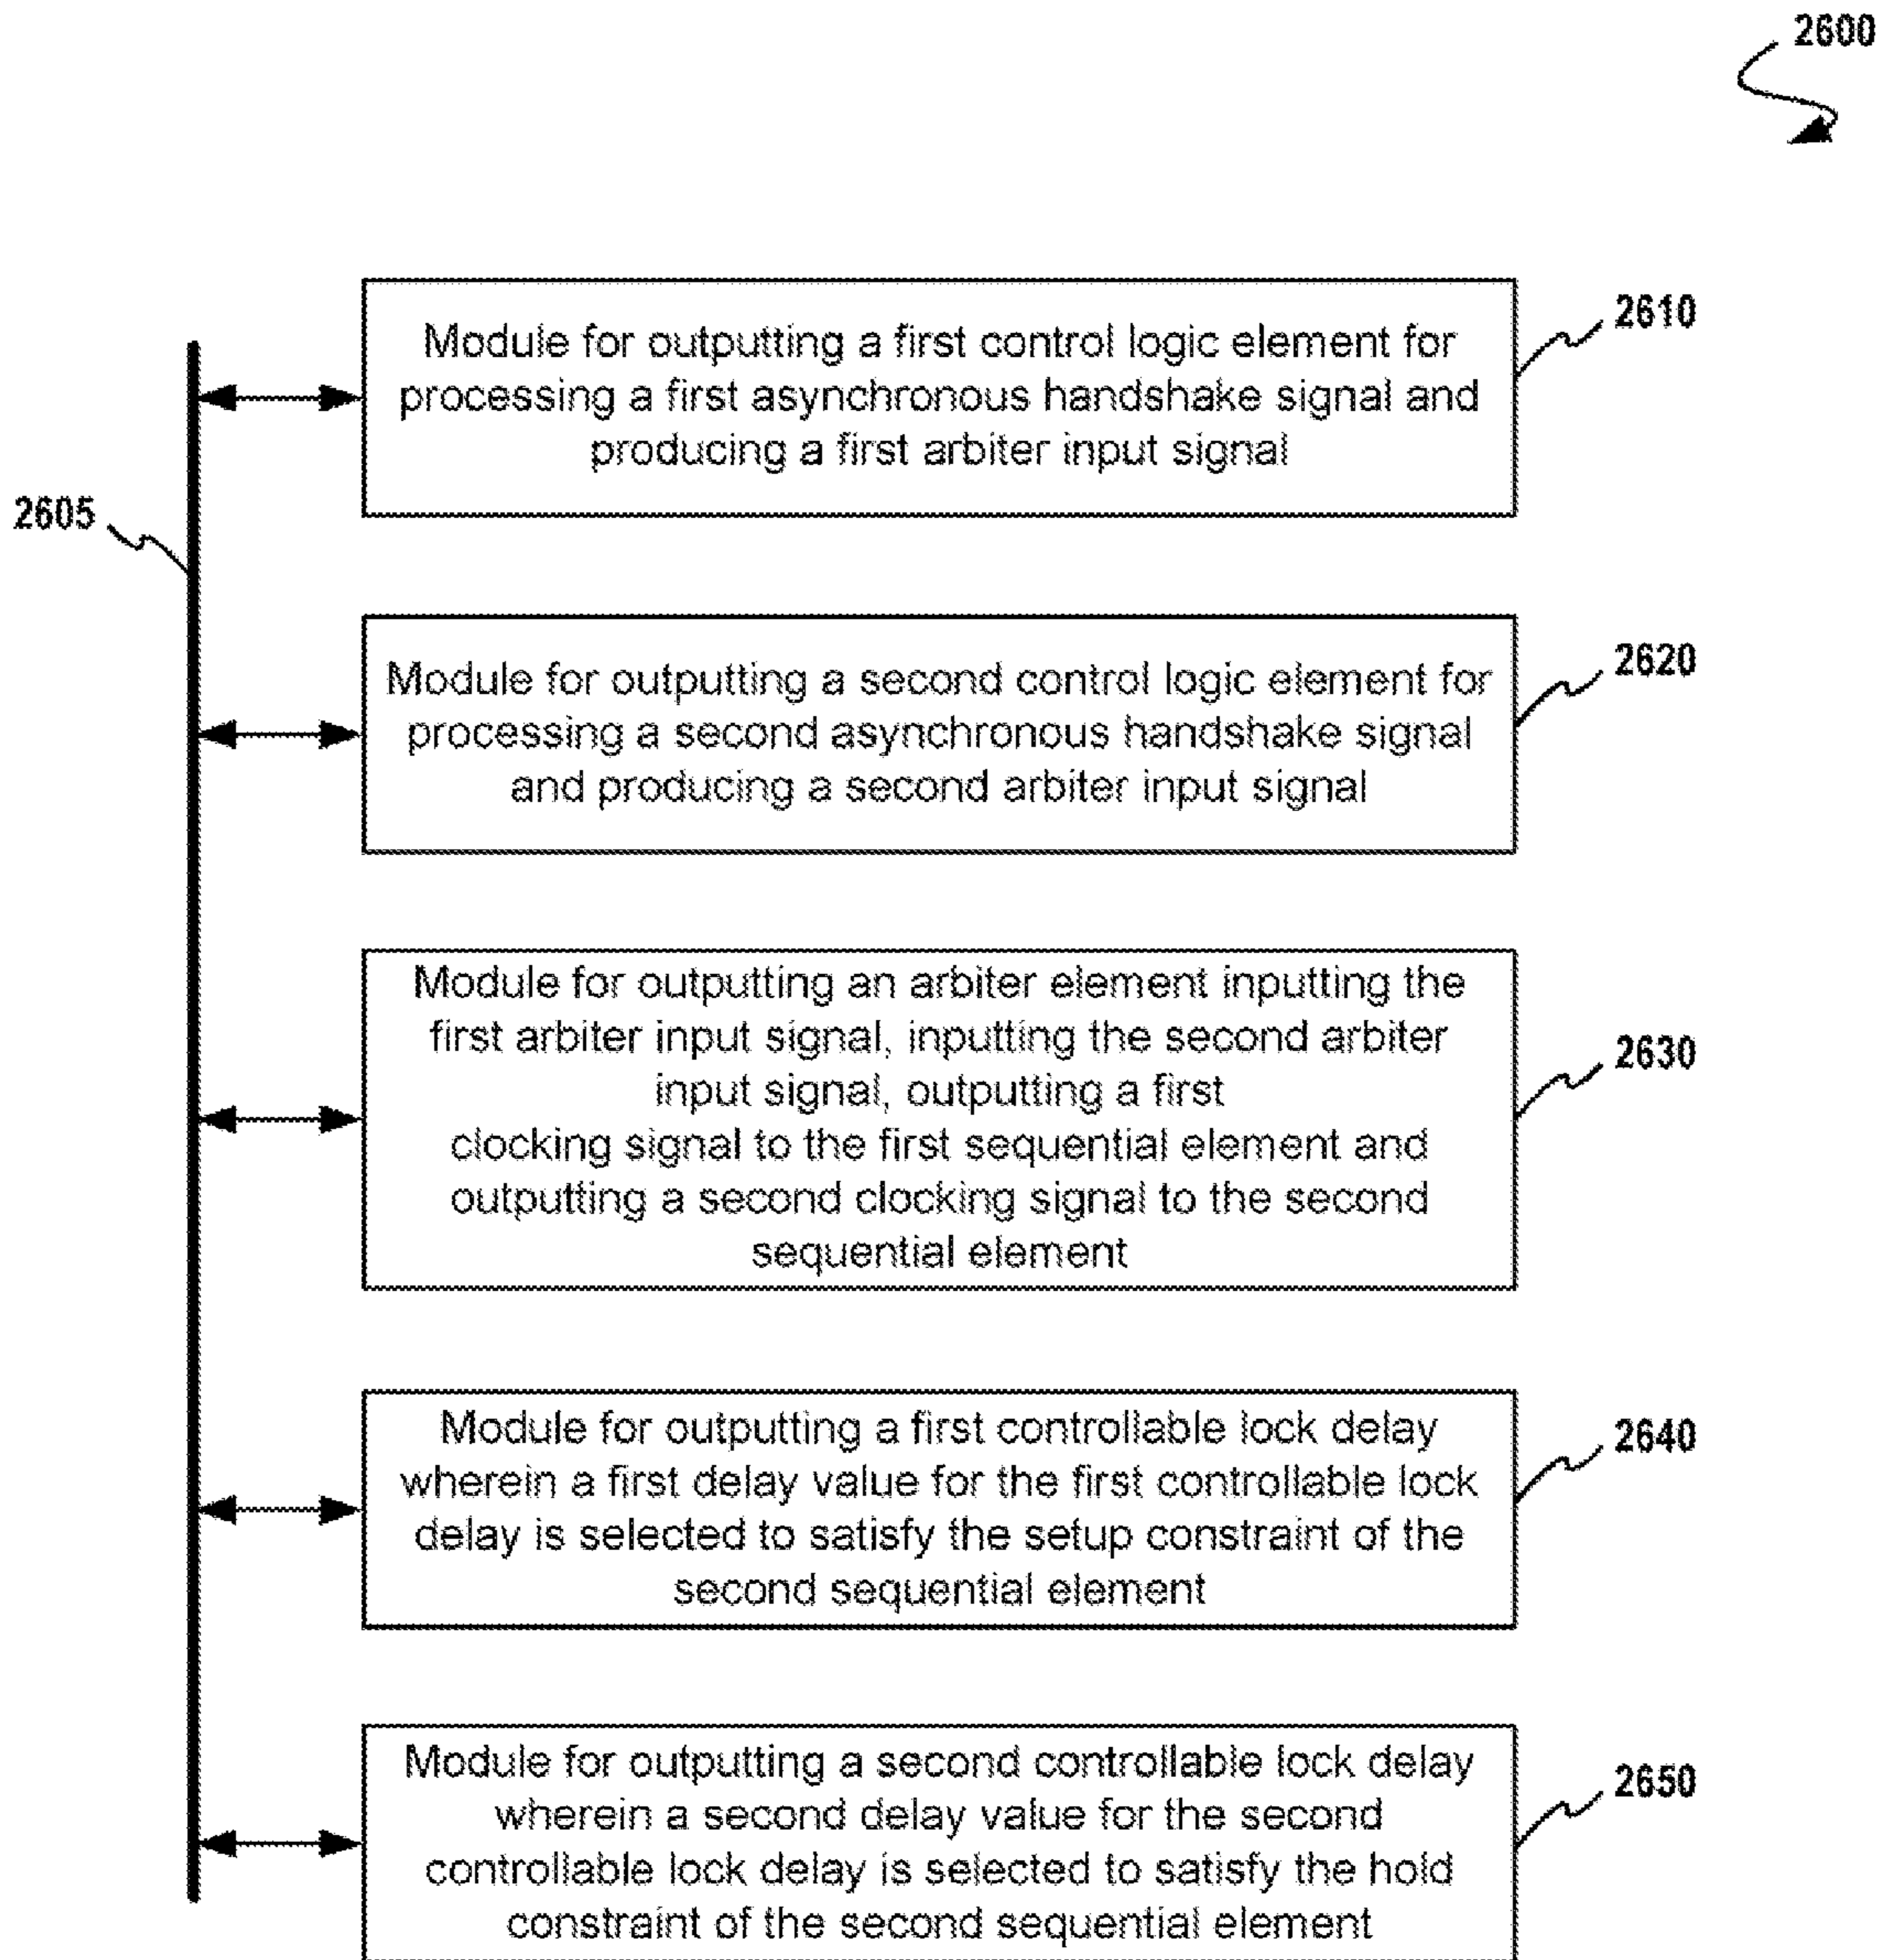 2600
Module for outputting a first control logic element for
processing a first asynchronous handshake signal and
producing a first arbiter input signal
2610
2605
Module for outputting a second control logic element for
processing a second asynchronous handshake signal
and producing a second arbiter input signal
2620
Module for outputting an arbiter element inputting the
first arbiter input signal, inputting the second arbiter
input signal, outputting a first
clocking signal to the first sequential element and
outputting a second clocking signal to the second
sequential element
2630
Module for outputting a first controllable lock delay
wherein a first delay value for the first controllable lock
delay is selected to satisfy the setup constraint of the
second sequential element
2640
Module for outputting a second controllable lock delay
wherein a second delay value for the second
controllable lock delay is selected to satisfy the hold
constraint of the second sequential element
2650